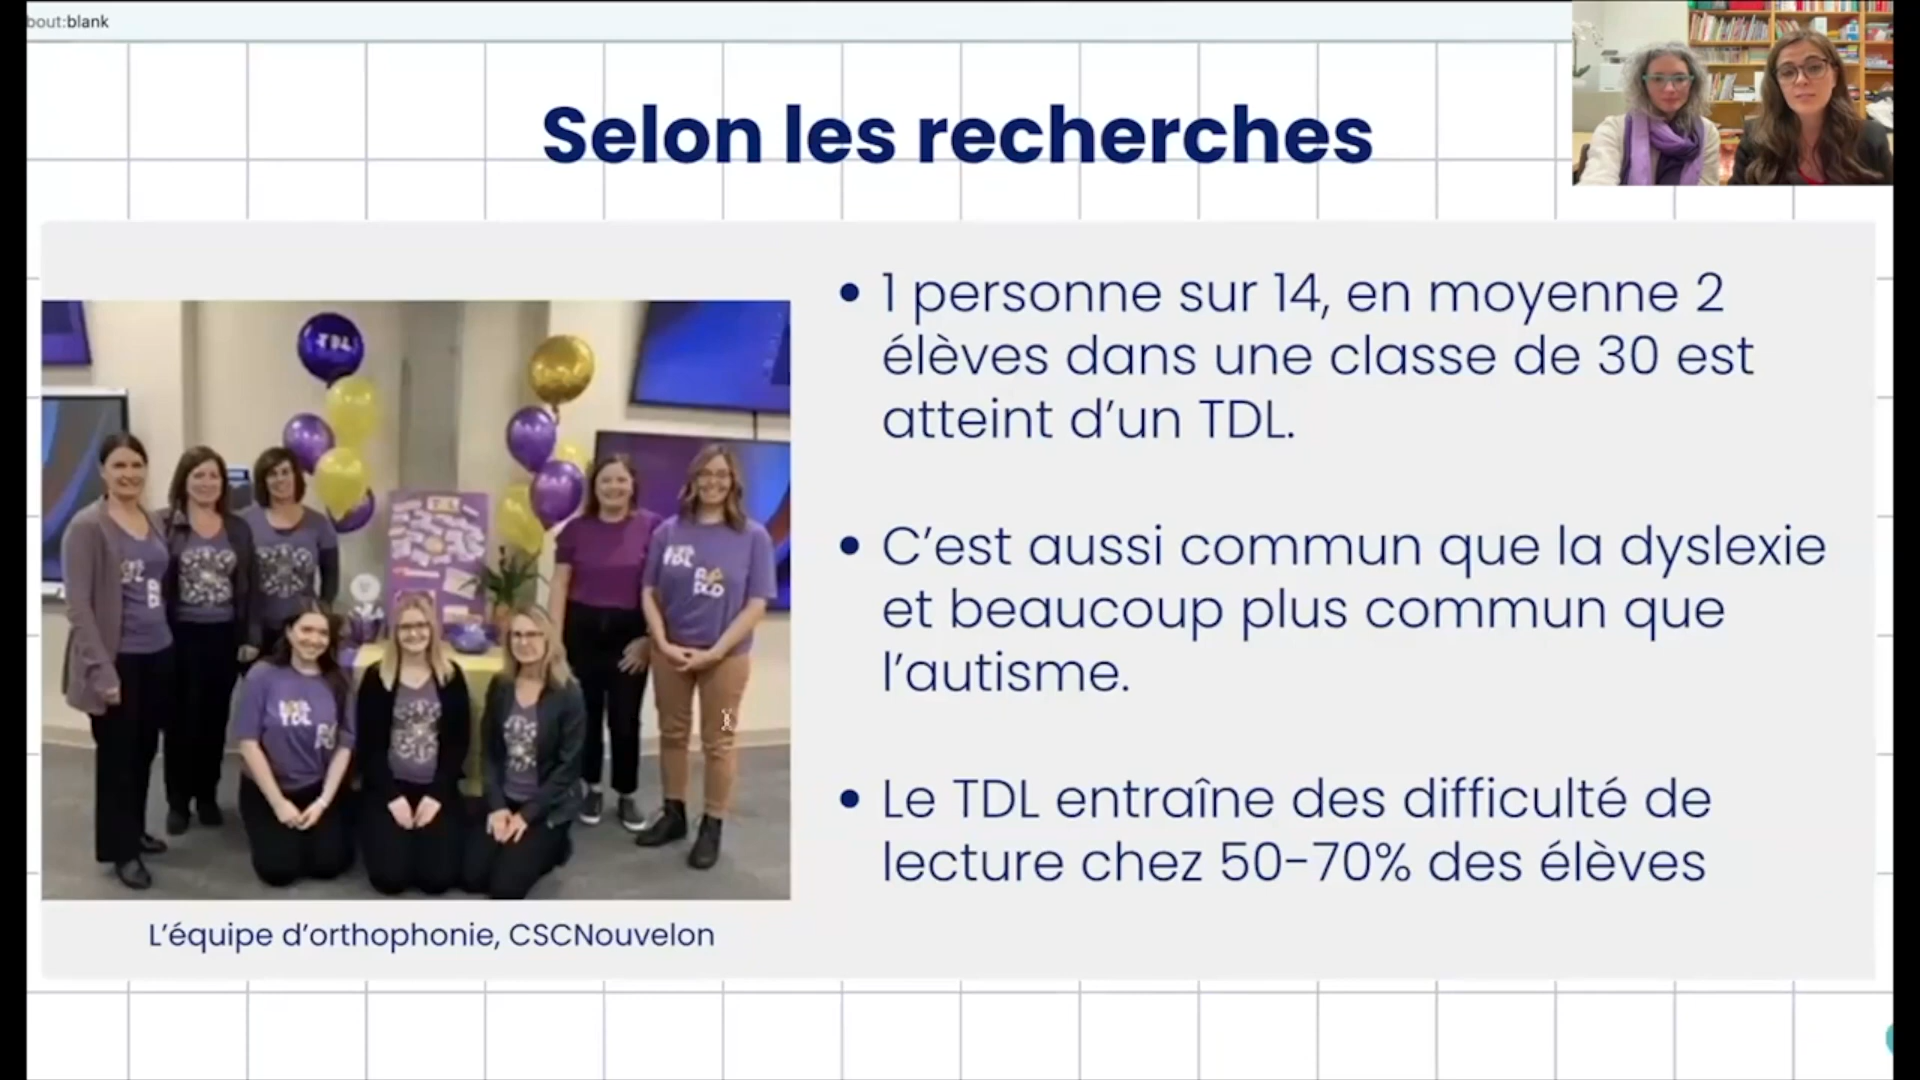 bout:blank
Selon les recherches
• 1 personne sur 14, en moyenne 2
élèves dans une classe de 30 est
atteint d’un TDL.
• C’est aussi commun que la dyslexie
et beaucoup plus commun que
l’autisme.
• Le TDL entraîne des difficulté de
lecture chez 50-70% des élèves
TDL
L’équipe d’orthophonie, CSCNouvelon